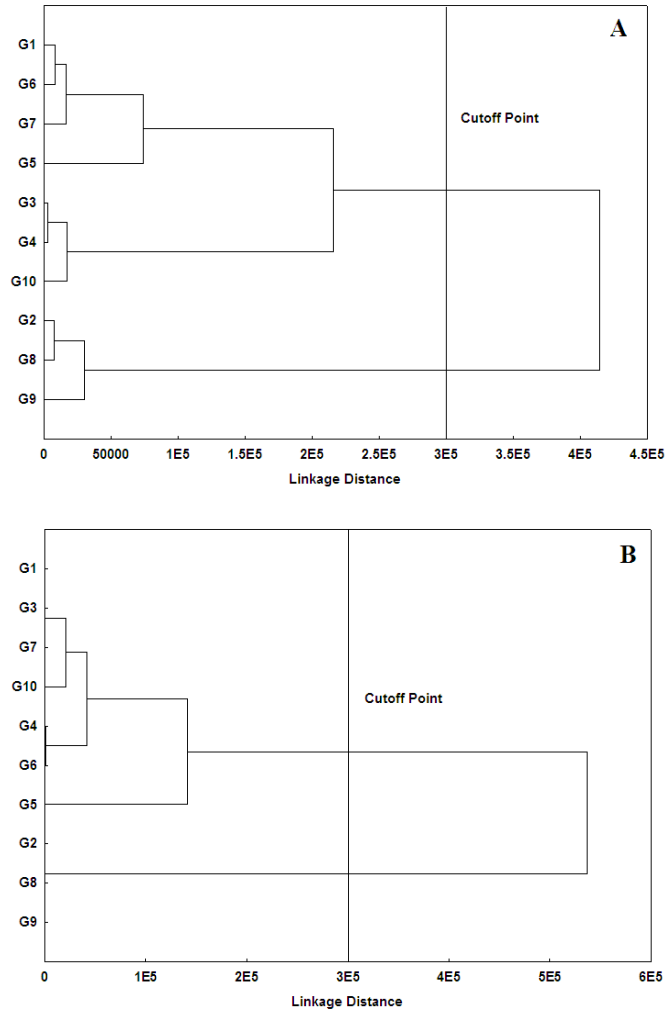 A
G1
G6
G7
Cutoff Point
G5
G3
G4
G10
G2
G8
G9
0 50000 1E5 1.5E5 2E5 2.5E5 3E5 3.5E5 4E5 4.5E5
Linkage Distance
B
G1
G3
G7
G10
Cutoff Point
G4
G6
G5
G2
G8
G9
0 1E5 2E5 3E5 4E5 5E5 6E5
Linkage Distance